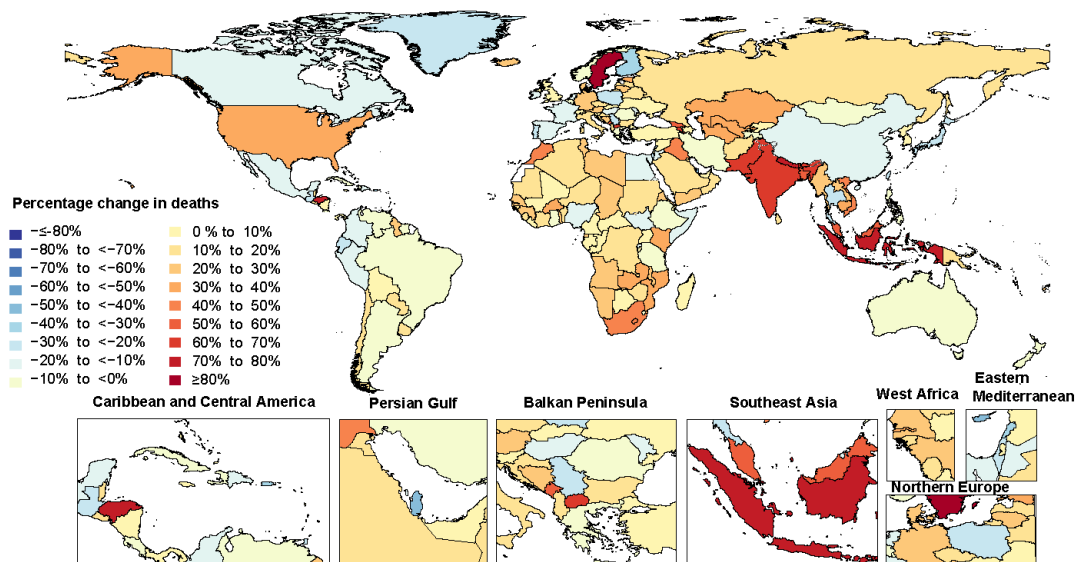 Percentage change in deaths
−≤-80%
−80% to <−70%
−70% to <−60%
−60% to <−50%
−50% to <−40%
−40% to <−30%
−30% to <−20%
−20% to <−10%
−10% to <0%
0 % to 10%
10% to 20%
20% to 30%
30% to 40%
40% to 50%
50% to 60%
60% to 70%
70% to 80%
≥80%
Caribbean and Central America
Persian Gulf
Balkan Peninsula
Southeast Asia
West Africa
Eastern
Mediterranean
Northern Europe